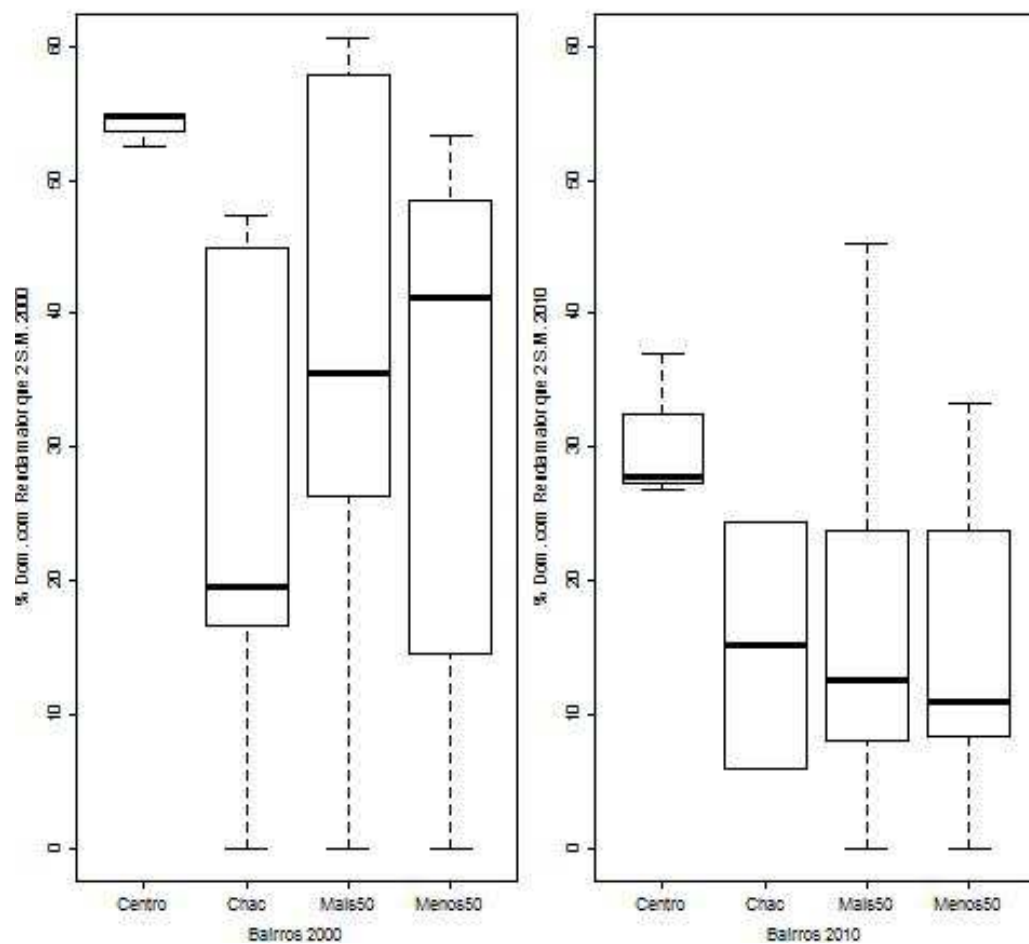 % Dom. com Renda maior que 2 S.M. 2000
60
50
40
30
20
10
0
Centro
Chao
Mais50
Menos50
Bairros 2000
% Dom. com Renda maior que 2 S.M. 2010
60
50
40
30
20
10
0
Centro
Chao
Mais50
Menos50
Bairros 2010